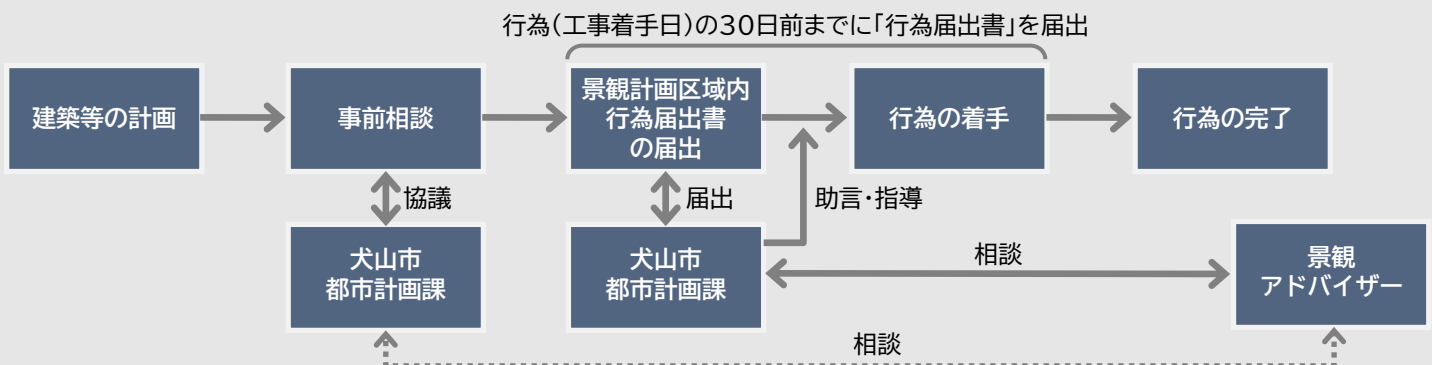 行為(工事着手日)の30日前までに「行為届出書」を届出
建築等の計画
事前相談
景観計画区域内
行為届出書
の届出
行為の着手
行為の完了
協議
届出
助言・指導
犬山市
都市計画課
犬山市
都市計画課
相談
景観
アドバイザー
相談